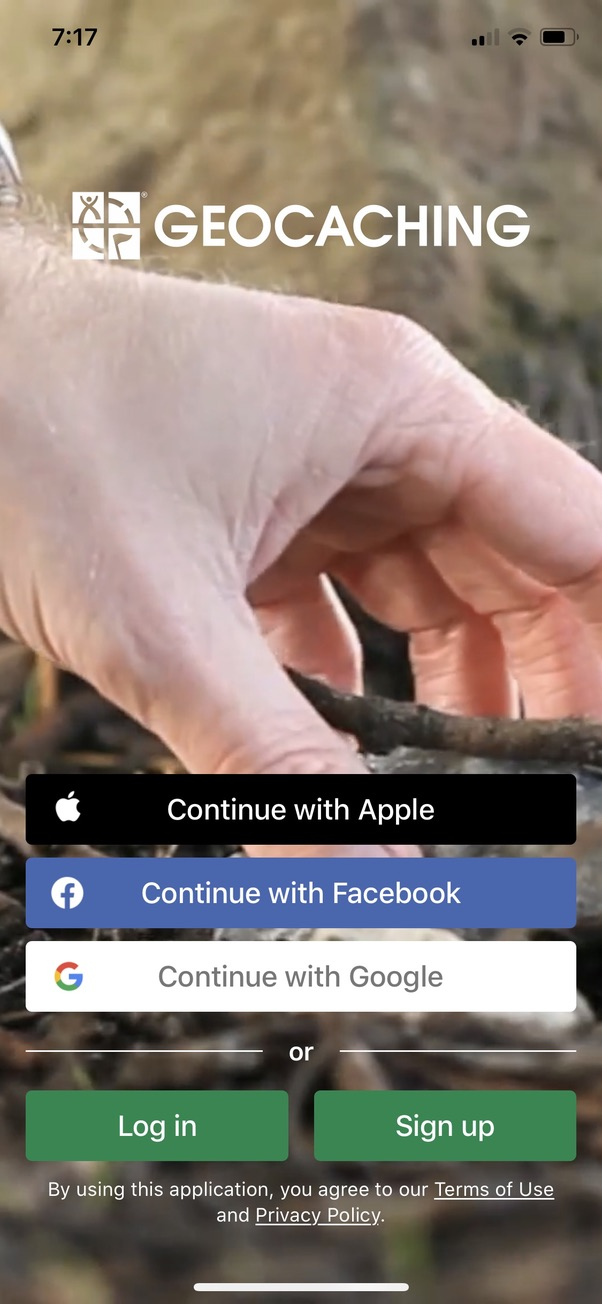 7:17
GEOCACHING
Continue with Apple
Continue with Facebook
Continue with Google
or
Log in
Sign up
By using this application, you agree to our Terms of Use
and Privacy Policy.